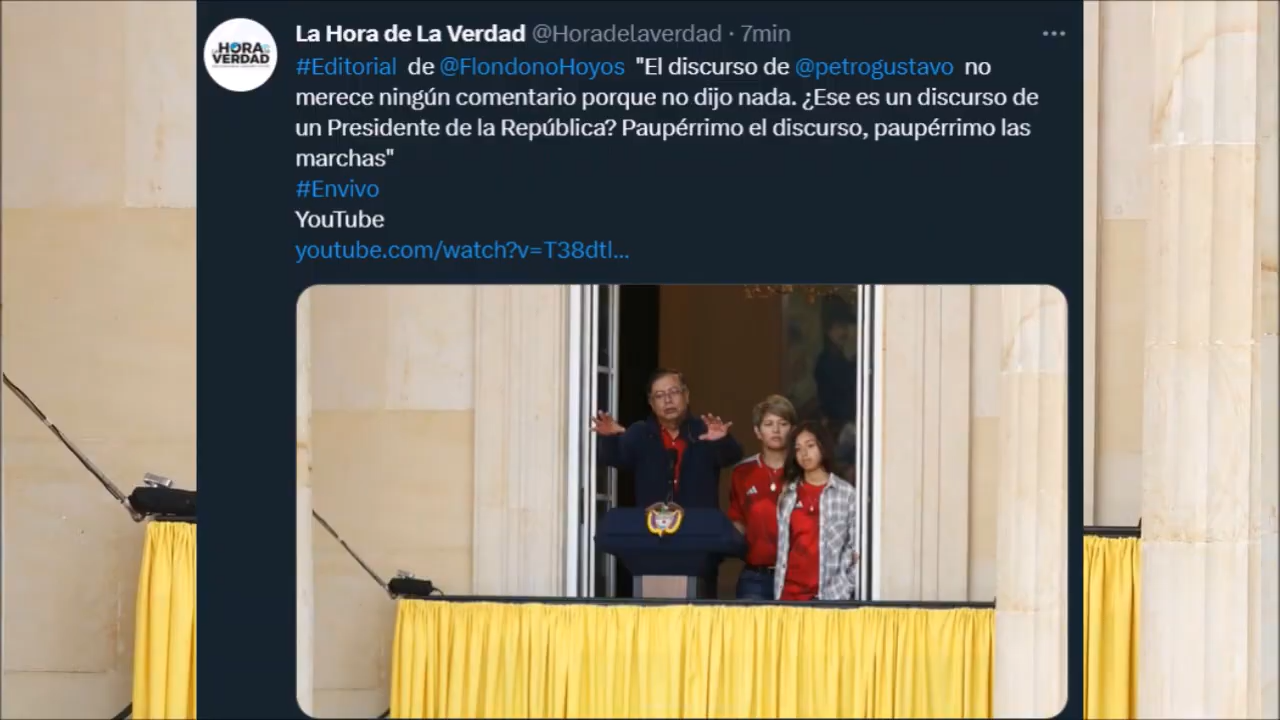 HORA DE LA
VERDAD
La Hora de La Verdad @Horadelaverdad · 7min
#Editorial de @FlondonoHoyos "El discurso de @petrogustavo no
merece ningún comentario porque no dijo nada. ¿Ese es un discurso de
un Presidente de la República? Paupérrimo el discurso, paupérrimo las
marchas"
#Envivo
YouTube
youtube.com/watch?v=T38dtl...